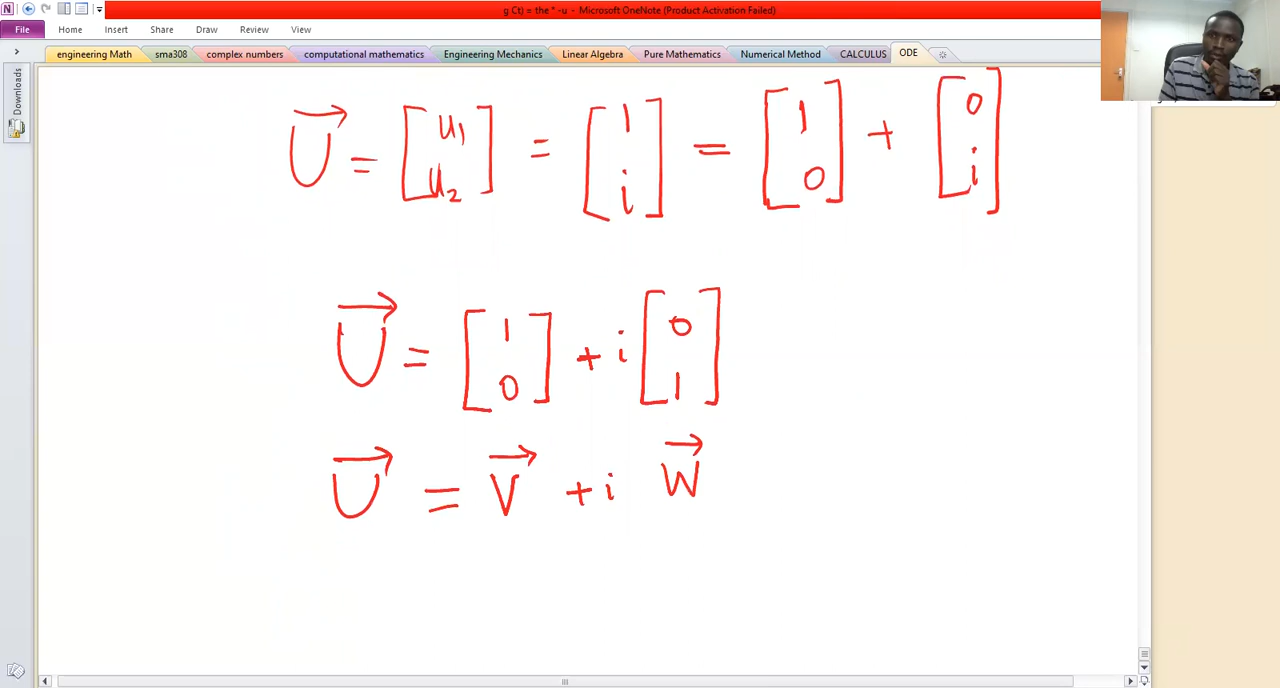 g Ct) = the * -u - Microsoft OneNote (Product Activation Failed)
File Home Insert Share Draw Review View
engineering Math sma308 complex numbers computational mathematics Engineering Mechanics Linear Algebra Pure Mathematics Numerical Method CALCULUS ODE
Downloads
U⃗ = [u₁ u₂] = [1 i] = [1 0] + [0 i]
U⃗ = [1 0] + i [0 1]
U⃗ = V⃗ + i W⃗